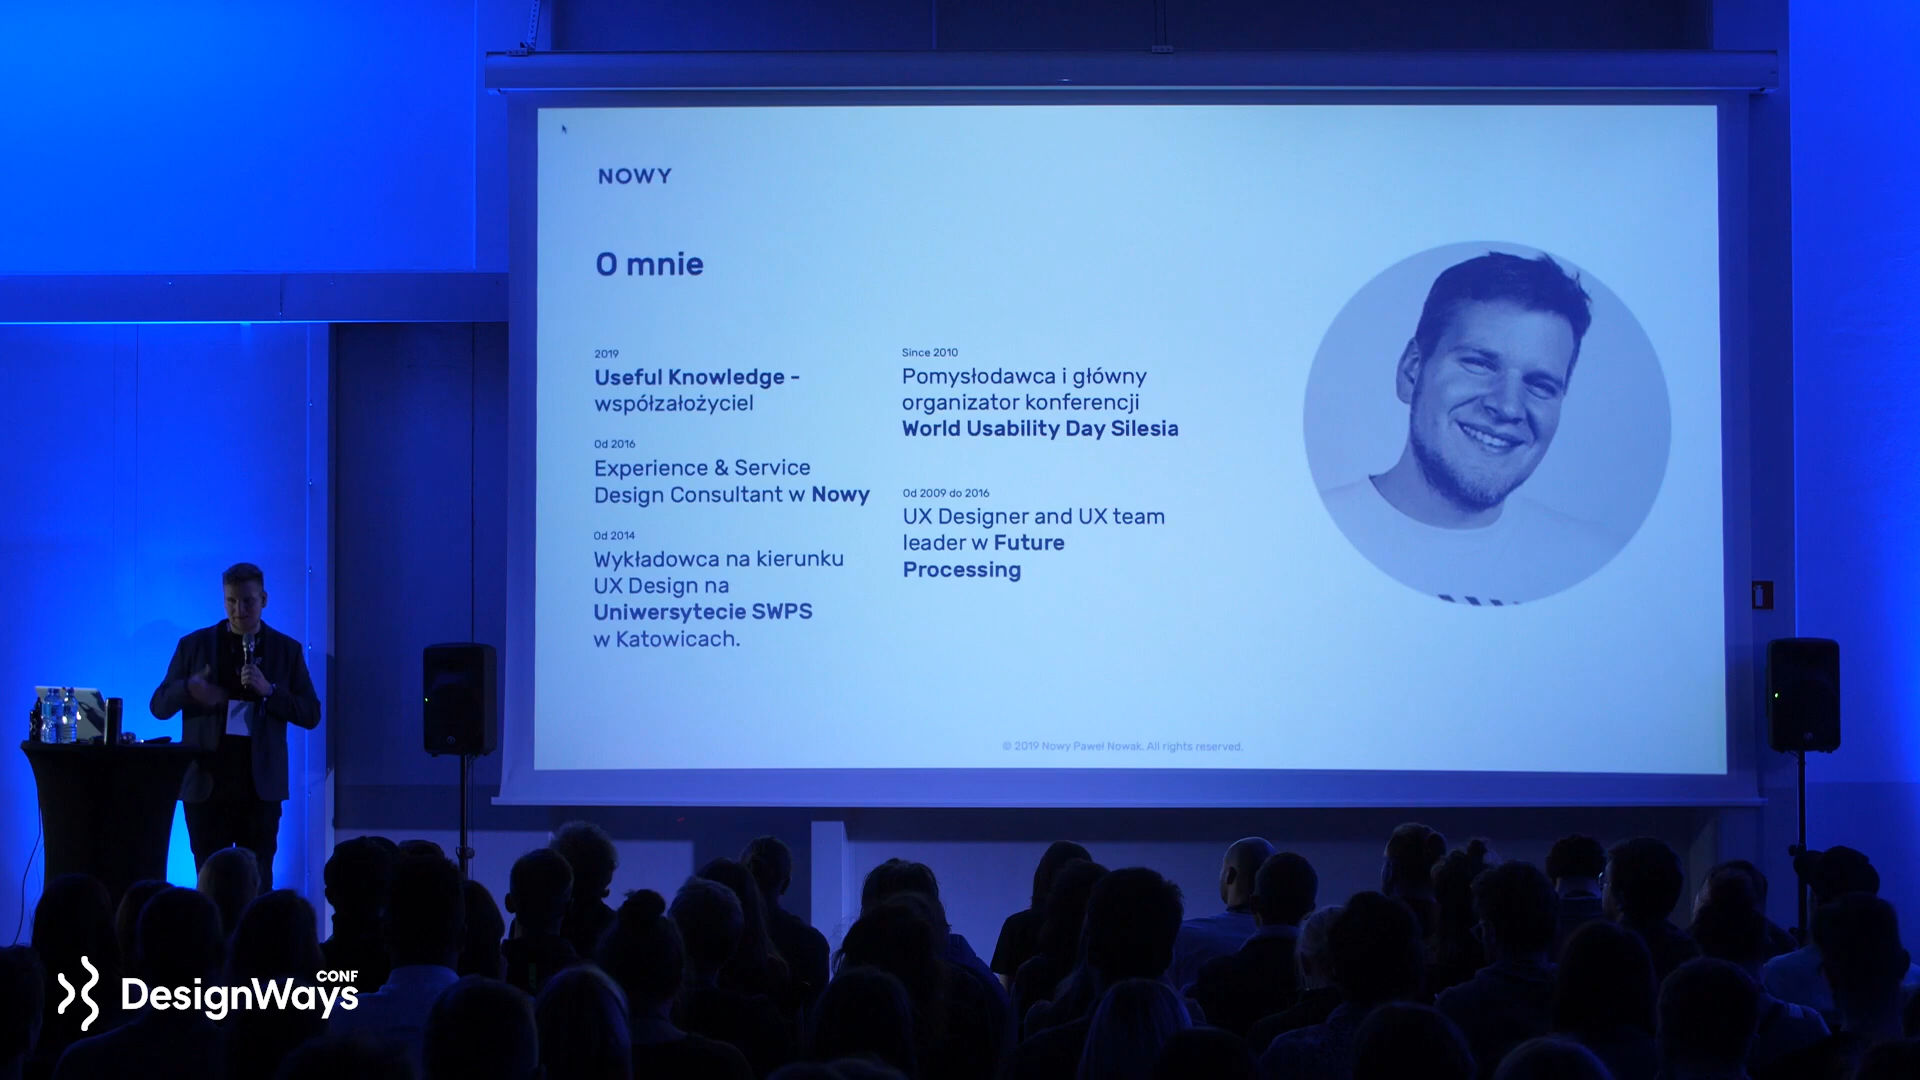 NOWY
O mnie
2019
Useful Knowledge -
współzałożyciel
Od 2016
Experience & Service
Design Consultant w Nowy
Od 2014
Wykładowca na kierunku
UX Design na
Uniwersytecie SWPS
w Katowicach.
Since 2010
Pomysłodawca i główny
organizator konferencji
World Usability Day Silesia
Od 2009 do 2016
UX Designer and UX team
leader w Future
Processing
© 2019 Nowy Paweł Nowak. All rights reserved.
DesignWays CONF